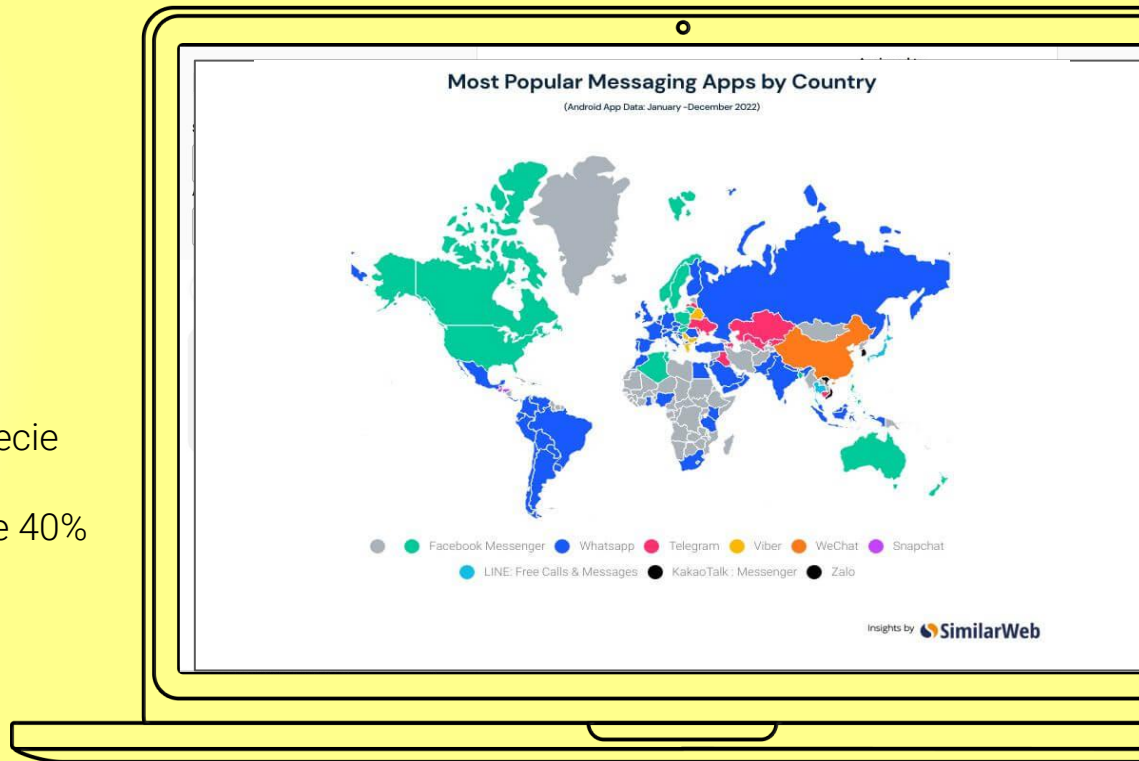 Most Popular Messaging Apps by Country
(Android App Data: January -December 2022)
ecie
e 40%
Facebook Messenger Whatsapp Telegram Viber WeChat Snapchat
LINE: Free Calls & Messages KakaoTalk : Messenger Zalo
Insights by SimilarWeb